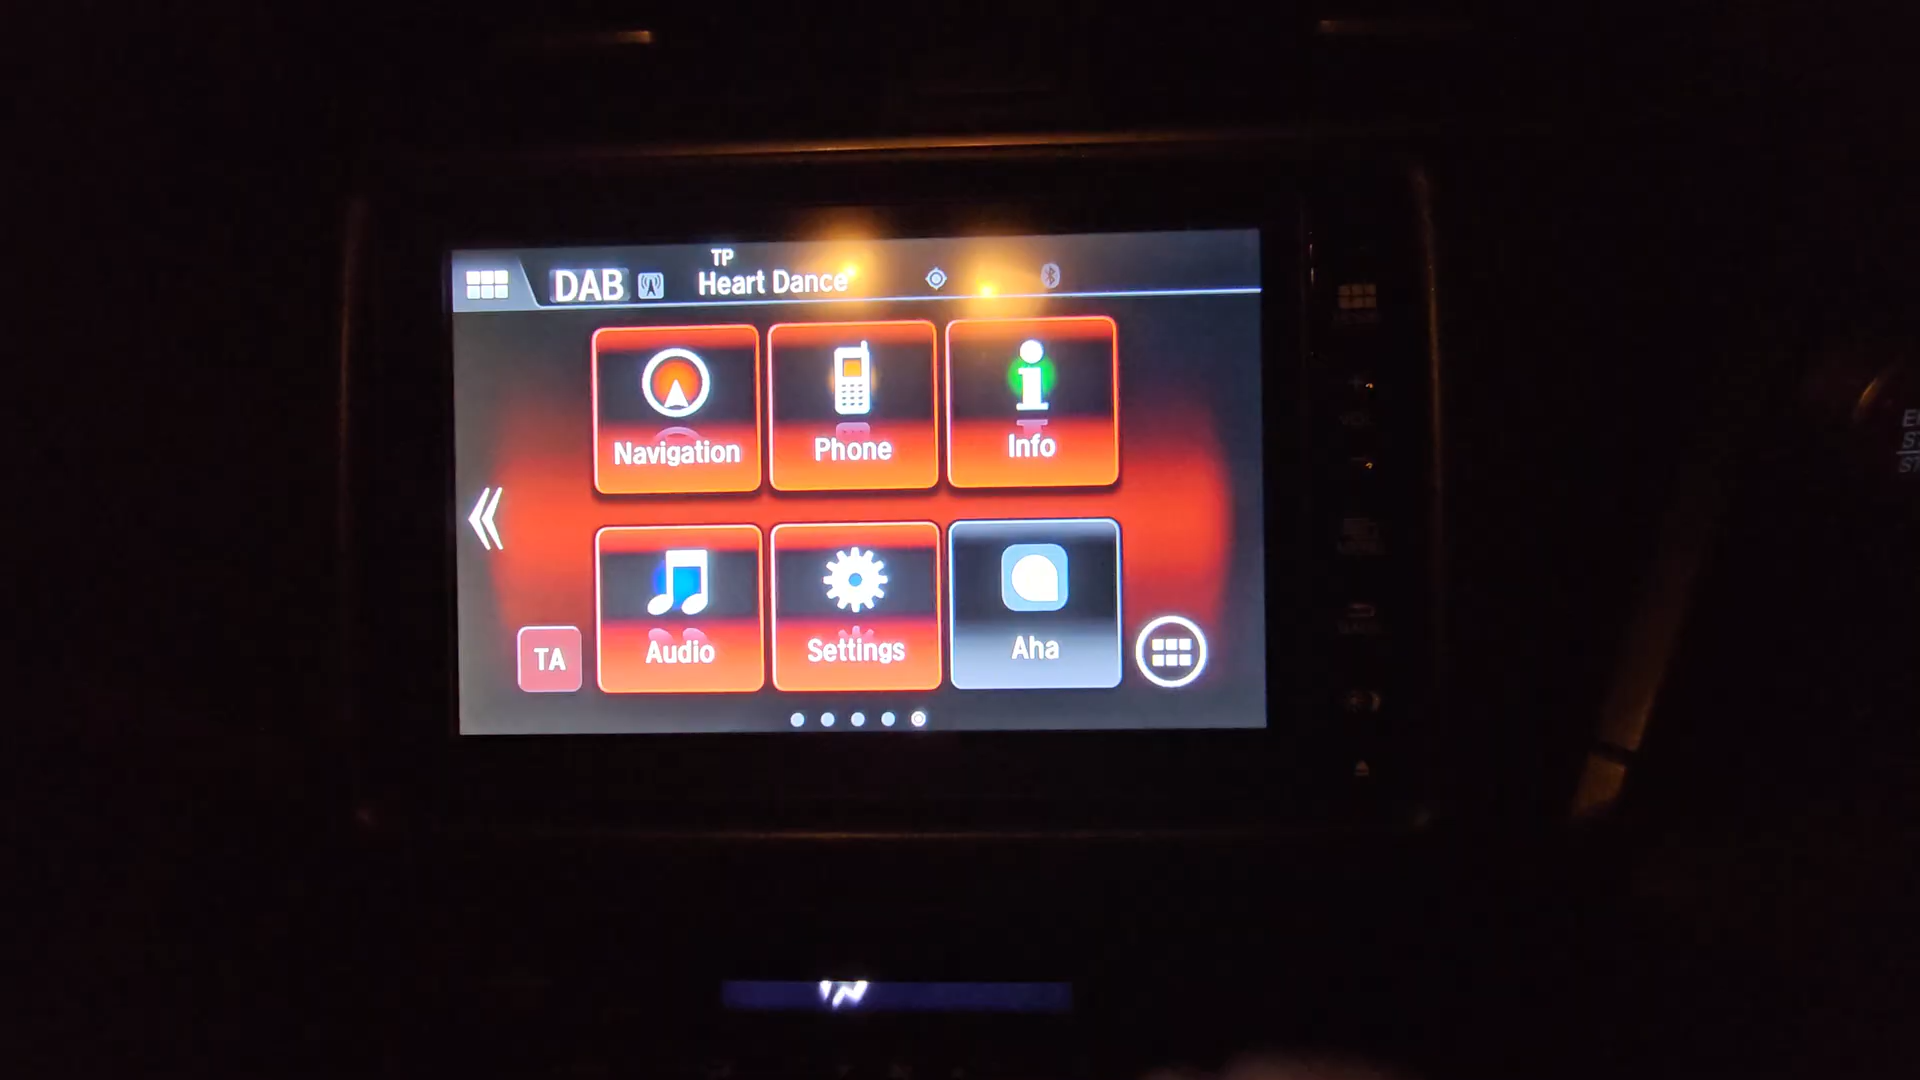 TP
DAB Heart Dance
Navigation Phone Info
Audio Settings Aha
TA